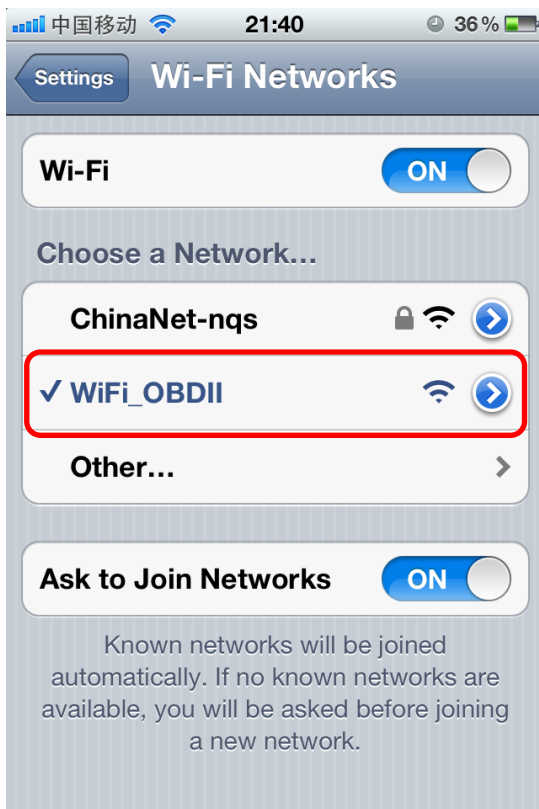 中国移动 21:40 36%
Settings Wi-Fi Networks
Wi-Fi ON
Choose a Network...
ChinaNet-nqs
✓ WiFi_OBDII
Other...
Ask to Join Networks ON
Known networks will be joined
automatically. If no known networks are
available, you will be asked before joining
a new network.